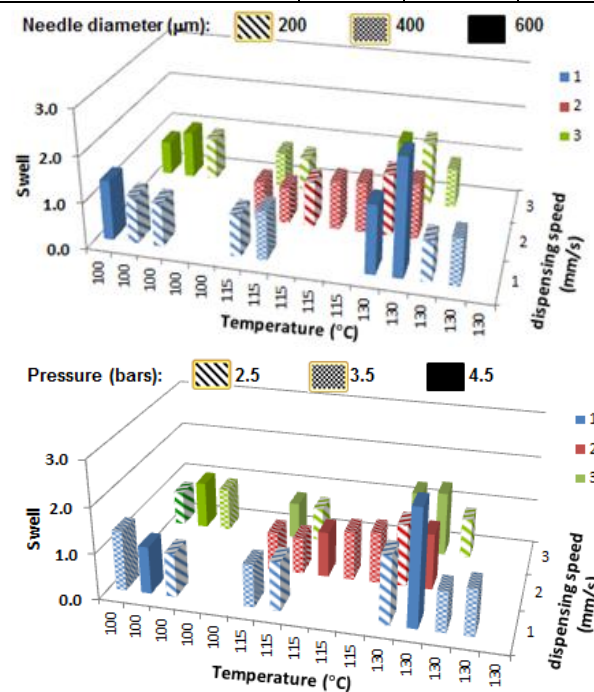 Needle diameter (μm): 200 400 600
3.0
2.0
1.0
0.0
Swell
1
2
3
3
2
1
dispensing speed
(mm/s)
100 100 100 100 100 115 115 115 115 115 130 130 130 130 130
Temperature (°C)
Pressure (bars): 2.5 3.5 4.5
3.0
2.0
1.0
0.0
Swell
1
2
3
3
2
1
dispensing speed
(mm/s)
100 100 100 100 100 115 115 115 115 115 130 130 130 130 130
Temperature (°C)